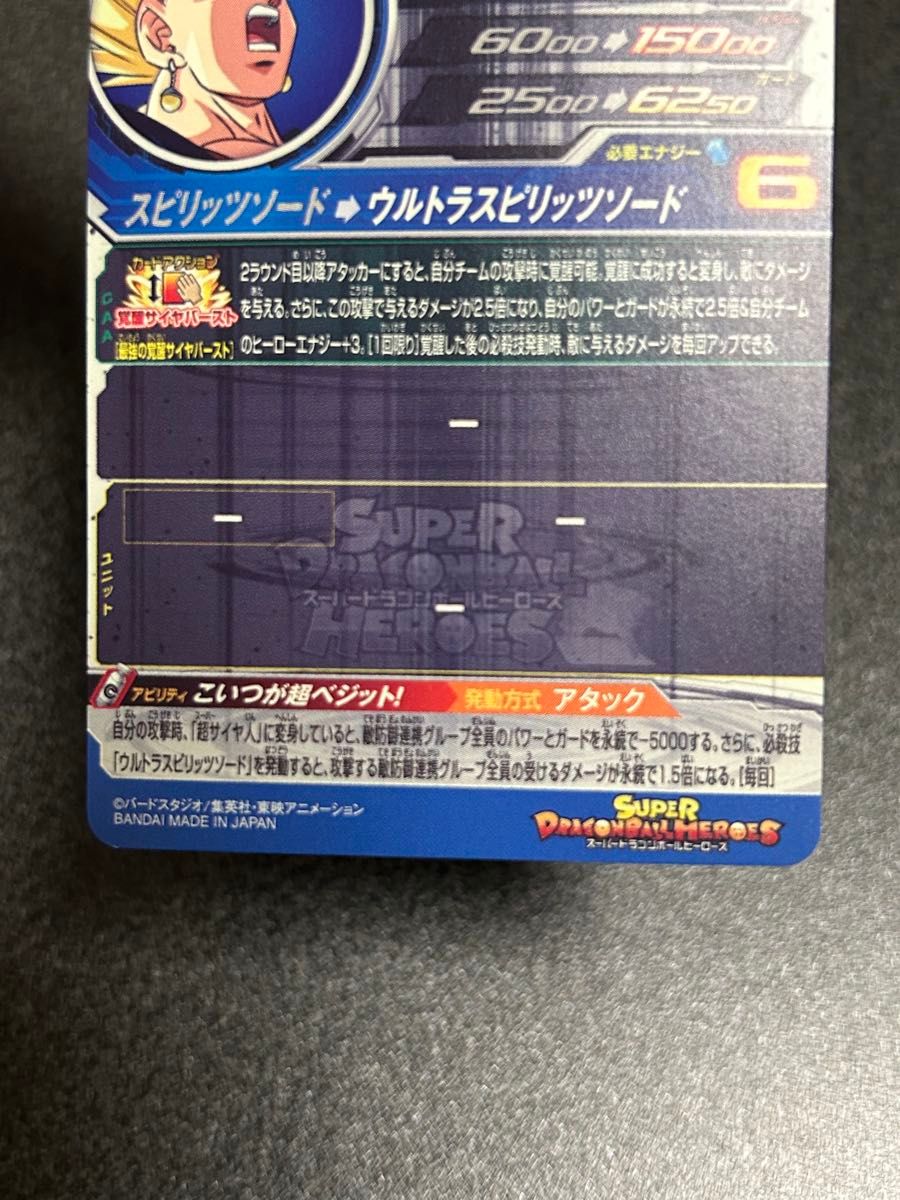 6000➡15000
ガード
2500➡6250
必要エナジー 6
スピリッツソード➡ウルトラスピリッツソード
カードアクション
覚醒サイヤバースト
[最強の覚醒サイヤバースト]
CAA
2ラウンド目以降アタッカーにすると、自分チームの攻撃時に覚醒可能。覚醒に成功すると変身し、敵にダメージ
を与える。さらに、この攻撃で与えるダメージが2.5倍になり、自分のパワーとガードが永続で2.5倍&自分チーム
のヒーローエナジー+3。[1回限り]覚醒した後の必殺技発動時、敵に与えるダメージを毎回アップできる。
ー
ユニット
ー ー
ー
SUPER
DRAGONBALL
スーパードラゴンボールヒーローズ
HEROES
アビリティ こいつが超ベジット! 発動方式 アタック
自分の攻撃時、「超サイヤ人」に変身していると、敵防御連携グループ全員のパワーとガードを永続で-5000する。さらに、必殺技
「ウルトラスピリッツソード」を発動すると、攻撃する敵防御連携グループ全員の受けるダメージが永続で1.5倍になる。[毎回]
©バードスタジオ/集英社・東映アニメーション
BANDAI MADE IN JAPAN
SUPER
DRAGONBALL HEROES
スーパードラゴンボールヒーローズ